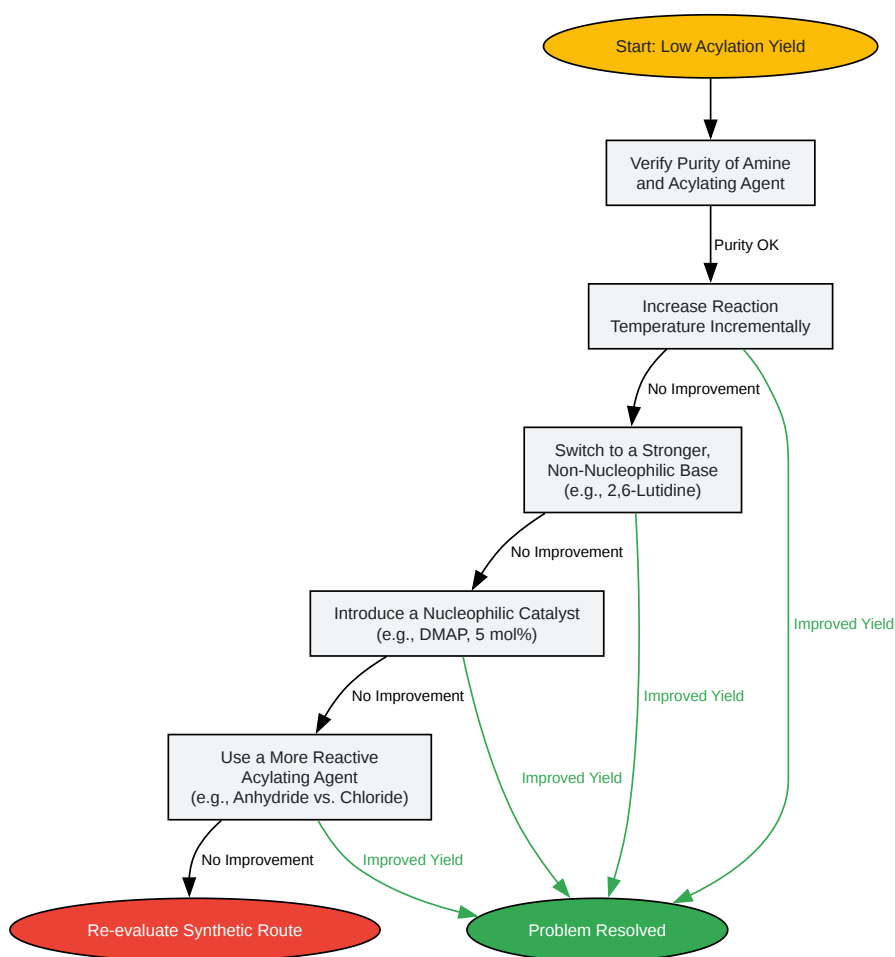 Start: Low Acylation Yield
Verify Purity of Amine
and Acylating Agent
Purity OK
Increase Reaction
Temperature Incrementally
No Improvement
Switch to a Stronger,
Non-Nucleophilic Base
(e.g., 2,6-Lutidine)
No Improvement
Introduce a Nucleophilic Catalyst
(e.g., DMAP, 5 mol%)
Improved Yield
No Improvement
Improved Yield
Use a More Reactive
Acylating Agent
(e.g., Anhydride vs. Chloride)
Improved Yield
No Improvement
Improved Yield
Re-evaluate Synthetic Route
Problem Resolved